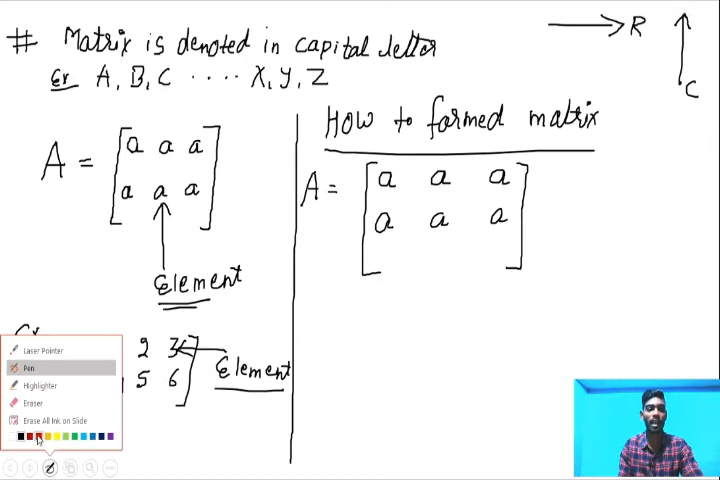 # Matrix is denoted in capital letter
Ex A, B, C ···· X, Y, Z
→ R
↑ C
A = [a a a
a a a]
Element
2 3
5 6
Element
How to formed matrix
A = [a a a
a a a]
Laser Pointer
Pen
Highlighter
Eraser
Erase All Ink on Slide